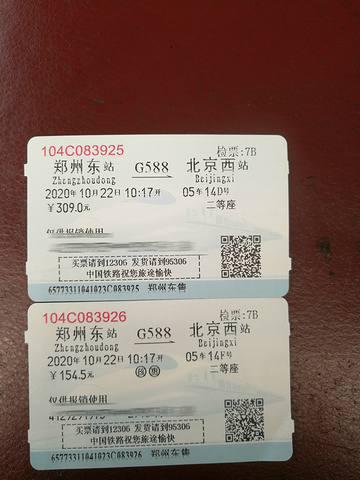 104C083925
检票:7B
郑州东站 G588 北京西站
Zhengzhoudong Beijingxi
2020年10月22日 10:17开 05车14D号
￥309.0元 二等座
仅供报销使用
买票请到12306 发货请到95306
中国铁路祝您旅途愉快
65773311041023C083925 郑州东售
104C083926
检票:7B
郑州东站 G588 北京西站
Zhengzhoudong Beijingxi
2020年10月22日 10:17开 05车14F号
￥154.5元 惠 二等座
仅供报销使用
买票请到12306 发货请到95306
中国铁路祝您旅途愉快
65773311041023C083926 郑州东售